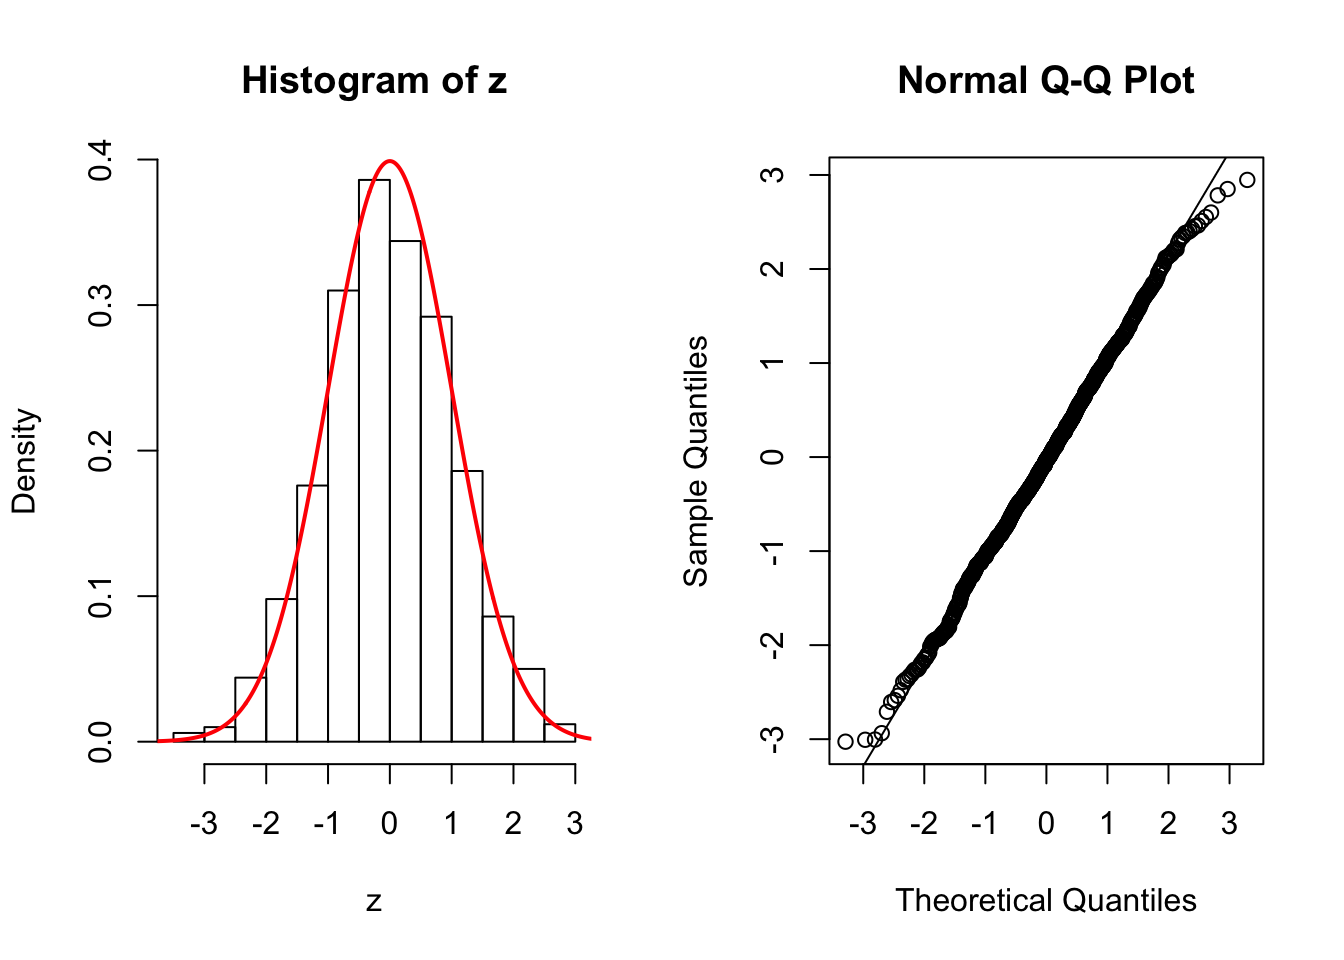 Histogram of z
Density
0.0 0.1 0.2 0.3 0.4
-3 -2 -1 0 1 2 3
z
Normal Q-Q Plot
Sample Quantiles
-3 -2 -1 0 1 2 3
-3 -2 -1 0 1 2 3
Theoretical Quantiles